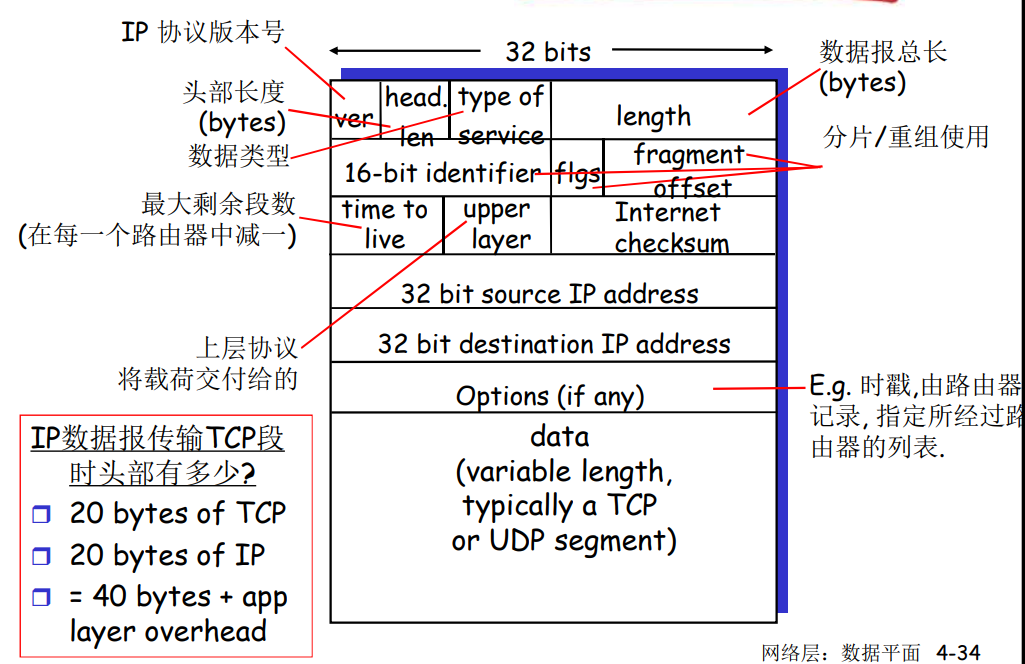 IP 协议版本号
32 bits
数据报总长
(bytes)
头部长度
(bytes)
ver
head.
len
type of
service
length
数据类型
分片/重组使用
16-bit identifier
flgs
fragment
offset
最大剩余段数
(在每一个路由器中减一)
time to
live
upper
layer
Internet
checksum
32 bit source IP address
32 bit destination IP address
上层协议
将载荷交付给的
Options (if any)
E.g. 时戳,由路由器
记录, 指定所经过路
由器的列表.
data
(variable length,
typically a TCP
or UDP segment)
IP数据报传输TCP段
时头部有多少?
20 bytes of TCP
20 bytes of IP
= 40 bytes + app
layer overhead
网络层：数据平面 4-34